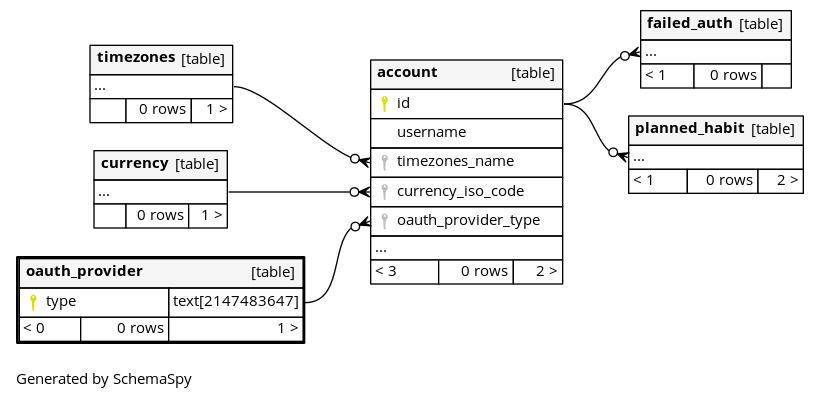 timezones [table]
...
0 rows 1 >
currency [table]
...
0 rows 1 >
oauth_provider [table]
type text[2147483647]
< 0 0 rows 1 >
account [table]
id
username
timezones_name
currency_iso_code
oauth_provider_type
...
< 3 0 rows 2 >
failed_auth [table]
...
< 1 0 rows
planned_habit [table]
...
< 1 0 rows 2 >
Generated by SchemaSpy